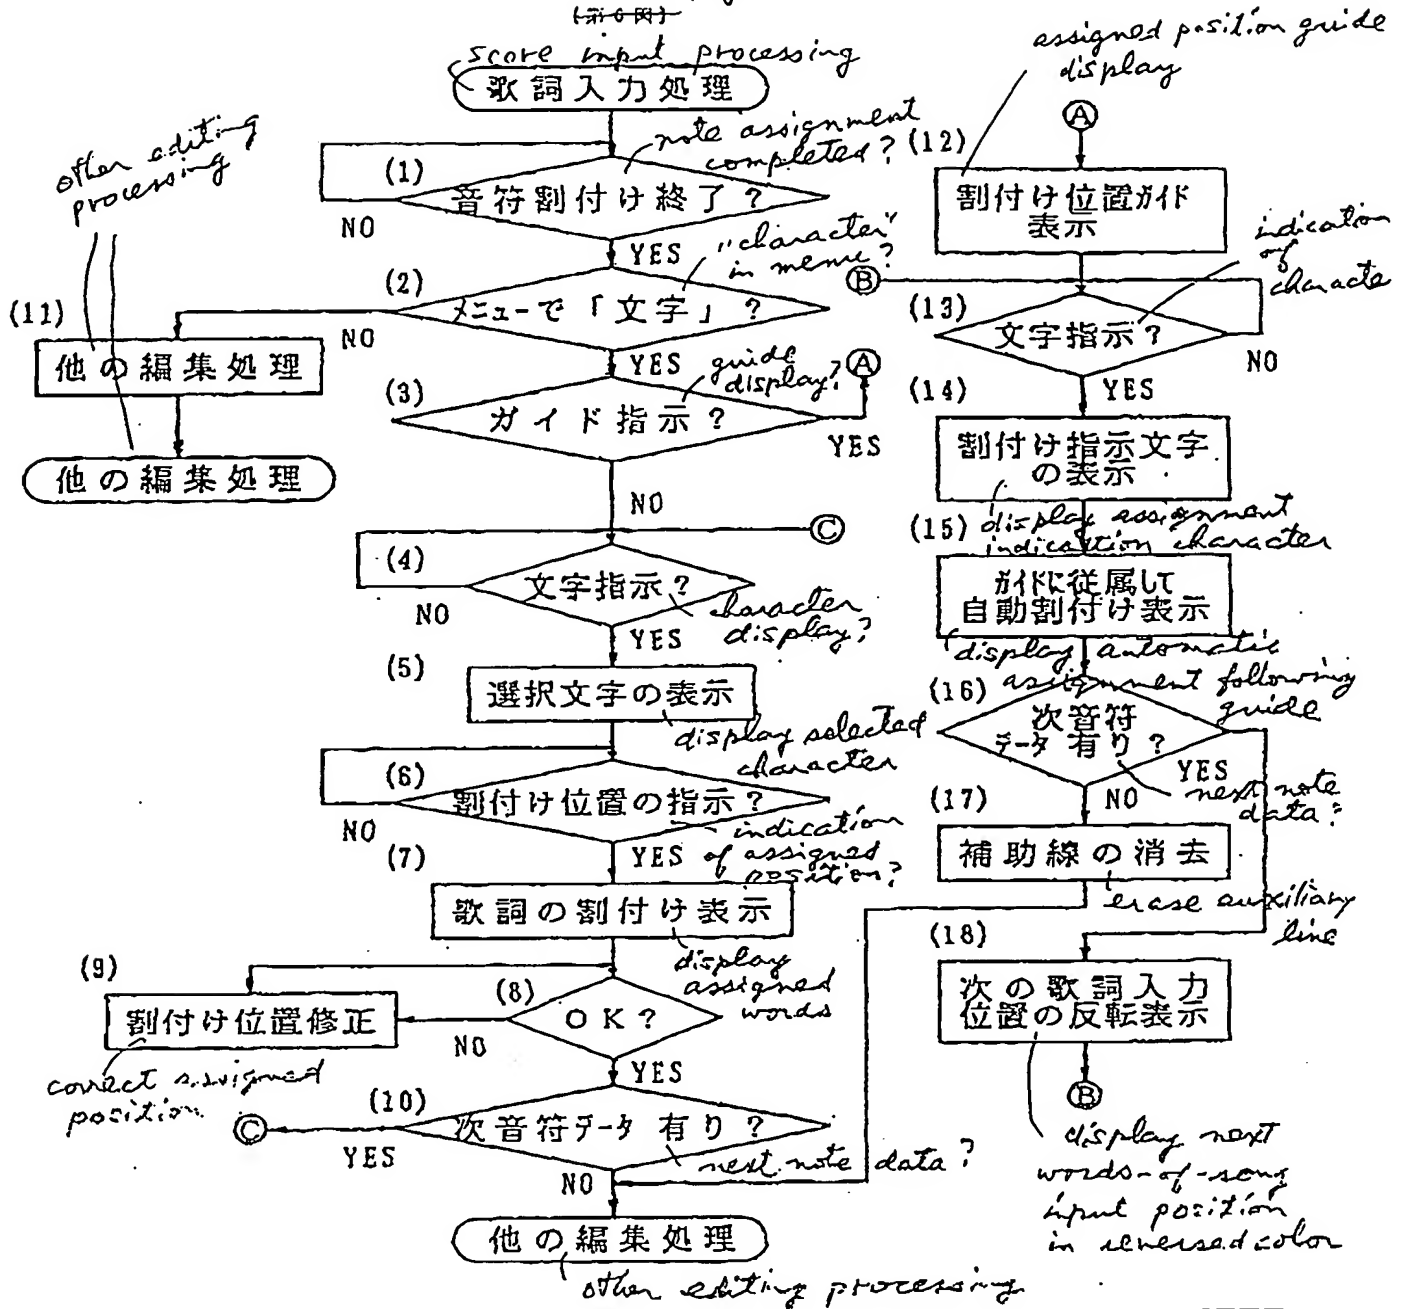 (第6図)
score input processing
歌詞入力処理
note assignment
completed?
(1)
音符割付け終了?
NO
YES
"character"
in menu?
(2)
メニューで「文字」?
NO
YES
other editing
processing
(11)
他の編集処理
他の編集処理
guide
display?
(3)
ガイド指示?
Ⓐ
YES
NO
Ⓒ
(4)
文字指示?
NO
YES
character
display?
(5)
選択文字の表示
display selected
character
(6)
割付け位置の指示?
NO
YES
indication
of assigned
position?
(7)
歌詞の割付け表示
display
assigned
words
(8)
OK?
NO
YES
(9)
割付け位置修正
correct assigned
position
(10)
次音符データ 有り?
Ⓒ
YES
NO
next note data?
他の編集処理
other editing processing
assigned position guide
display
Ⓐ
(12)
割付け位置ガイド
表示
indication
of
characte
Ⓑ
(13)
文字指示?
NO
YES
(14)
割付け指示文字
の表示
display assignment
indication character
(15)
ガイドに従属して
自動割付け表示
display automatic
assignment following
guide
(16)
次音符
データ 有り?
YES
NO
next note
data?
(17)
補助線の消去
erase auxiliary
line
(18)
次の歌詞入力
位置の反転表示
Ⓑ
display next
words-of-song
input position
in reversed color